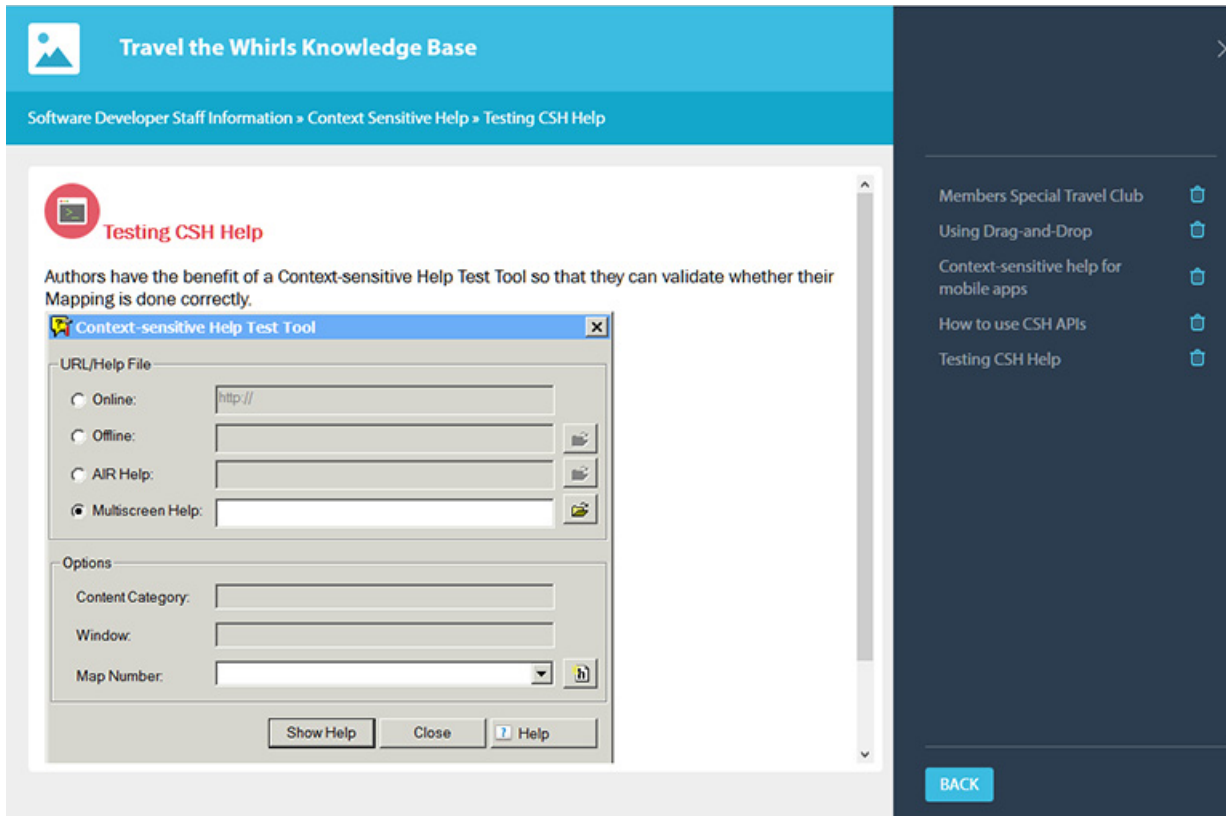 Travel the Whirls Knowledge Base
Software Developer Staff Information » Context Sensitive Help » Testing CSH Help
Testing CSH Help
Authors have the benefit of a Context-sensitive Help Test Tool so that they can validate whether their
Mapping is done correctly.
Context-sensitive Help Test Tool
URL/Help File
Online:
http://
Offline:
AIR Help:
Multiscreen Help:
Options
Content Category:
Window:
Map Number:
h
Show Help
Close
? Help
Members Special Travel Club
Using Drag-and-Drop
Context-sensitive help for
mobile apps
How to use CSH APIs
Testing CSH Help
BACK